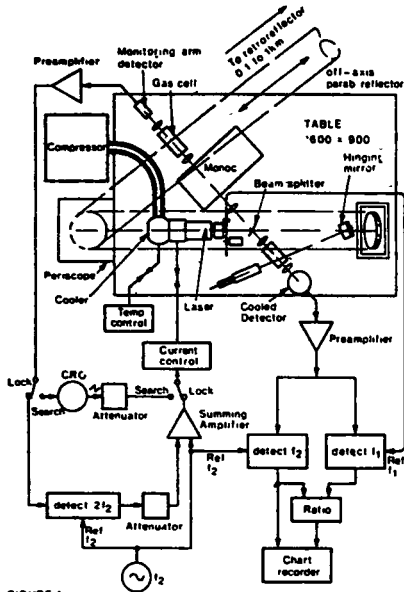 To retroreflector
0.1 to 1km
Preamplifier
Monitoring arm
detector
Gas cell
off-axis
parab reflector
Compressor
Monoc
TABLE
1600 × 900
Hinging
mirror
Beam splitter
Periscope
Cooler
Laser
Cooled
Detector
Temp control
Preamplifier
Current
control
Lock
Search
CRO
Attenuator
Search
Lock
Summing
Amplifier
Ref
f2
detect f2
detect f1
Ref
f1
detect 2f2
Attenuator
Ref
f2
Ratio
f2
Chart
recorder